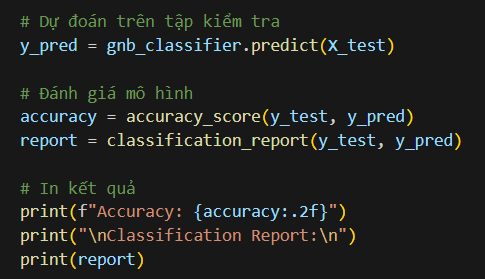 # Dự đoán trên tập kiểm tra
y_pred = gnb_classifier.predict(X_test)
# Đánh giá mô hình
accuracy = accuracy_score(y_test, y_pred)
report = classification_report(y_test, y_pred)
# In kết quả
print(f"Accuracy: {accuracy:.2f}")
print("\nClassification Report:\n")
print(report)